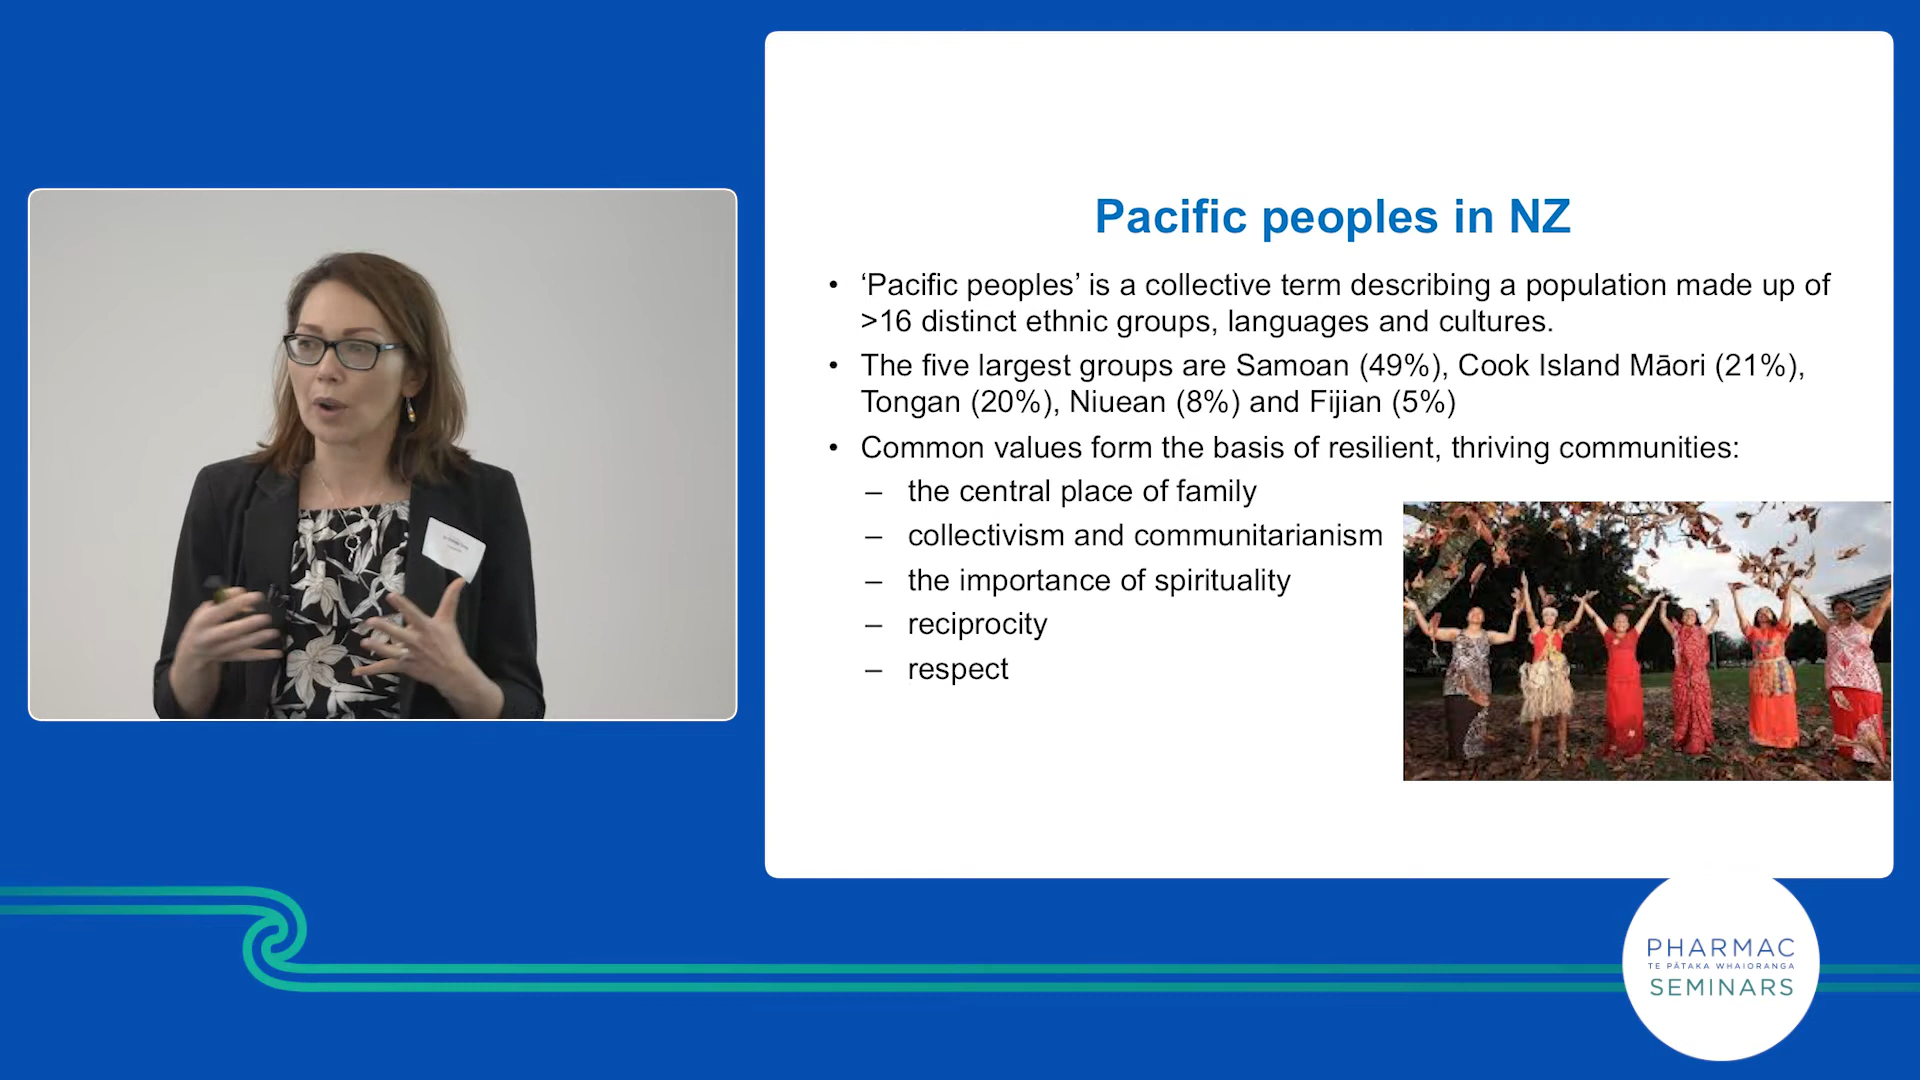 Pacific peoples in NZ
• ‘Pacific peoples’ is a collective term describing a population made up of
>16 distinct ethnic groups, languages and cultures.
• The five largest groups are Samoan (49%), Cook Island Māori (21%),
Tongan (20%), Niuean (8%) and Fijian (5%)
• Common values form the basis of resilient, thriving communities:
– the central place of family
– collectivism and communitarianism
– the importance of spirituality
– reciprocity
– respect
PHARMAC
TE PĀTAKA WHAIORANGA
SEMINARS